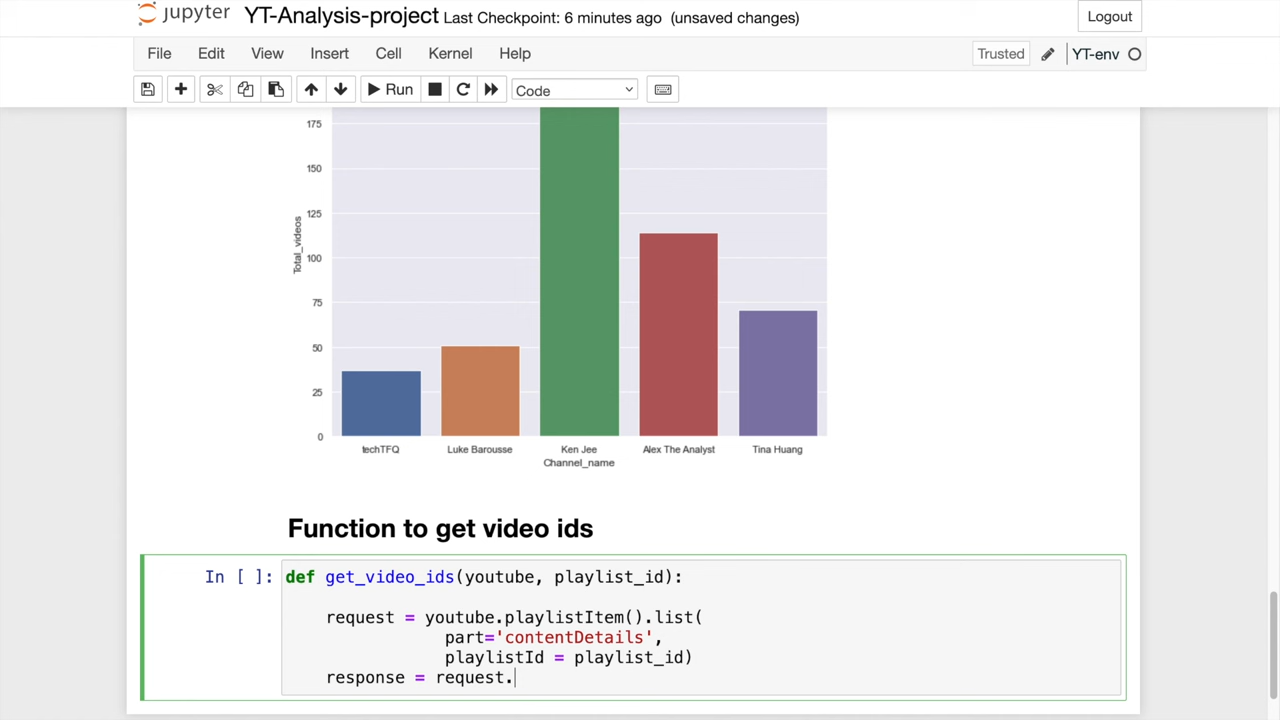 jupyter YT-Analysis-project Last Checkpoint: 6 minutes ago (unsaved changes) Logout
File Edit View Insert Cell Kernel Help Trusted YT-env
Run Code
175
150
125
100
75
50
25
0
Total_videos
techTFQ Luke Barousse Ken Jee Alex The Analyst Tina Huang
Channel_name
Function to get video ids
In [ ]: def get_video_ids(youtube, playlist_id):
request = youtube.playlistItem().list(
part='contentDetails',
playlistId = playlist_id)
response = request.